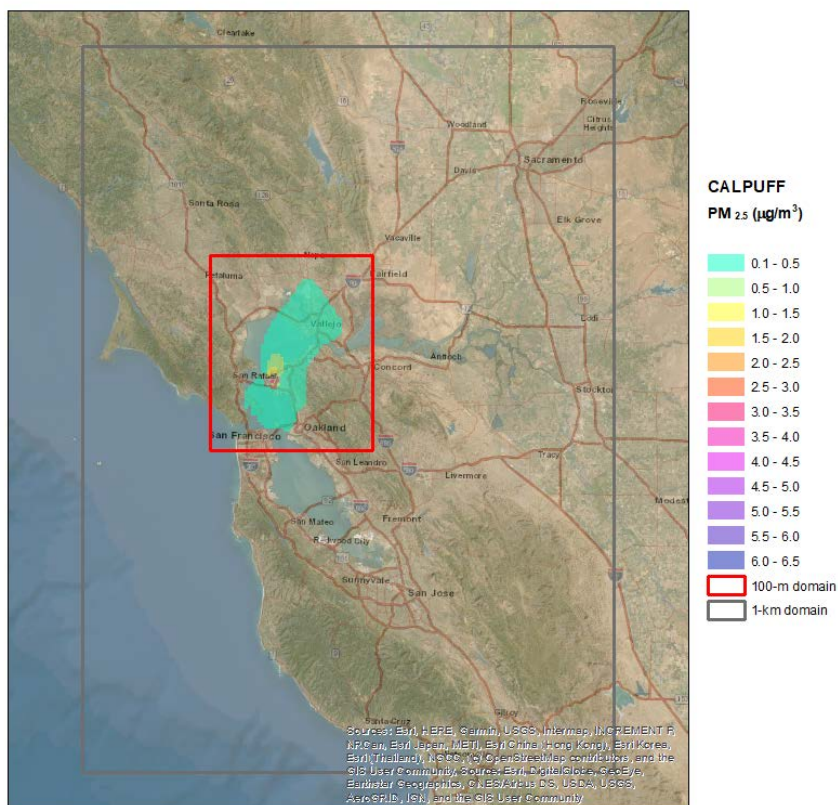 Clearlake
Roseville
Citrus
Heights
Woodland
Sacramento
Davis
101
Santa Rosa
Elk Grove
Vacaville
Napa
Petaluma
Fairfield
Vallejo
Lodi
Antioch
San Rafael
Concord
Stockton
Oakland
San Francisco
San Leandro
Tracy
Livermore
Modest
San Mateo
Fremont
Redwood City
Sunnyvale
San Jose
Gilroy
Santa Cruz
Sources: Esri, HERE, Garmin, USGS, Intermap, INCREMENT P,
NRCan, Esri Japan, METI, Esri China (Hong Kong), Esri Korea,
Esri (Thailand), NGCC, (c) OpenStreetMap contributors, and the
GIS User Community, Source: Esri, DigitalGlobe, GeoEye,
Earthstar Geographics, CNES/Airbus DS, USDA, USGS,
AeroGRID, IGN, and the GIS User Community
CALPUFF
PM 2.5 (µg/m³)
0.1 - 0.5
0.5 - 1.0
1.0 - 1.5
1.5 - 2.0
2.0 - 2.5
2.5 - 3.0
3.0 - 3.5
3.5 - 4.0
4.0 - 4.5
4.5 - 5.0
5.0 - 5.5
5.5 - 6.0
6.0 - 6.5
100-m domain
1-km domain